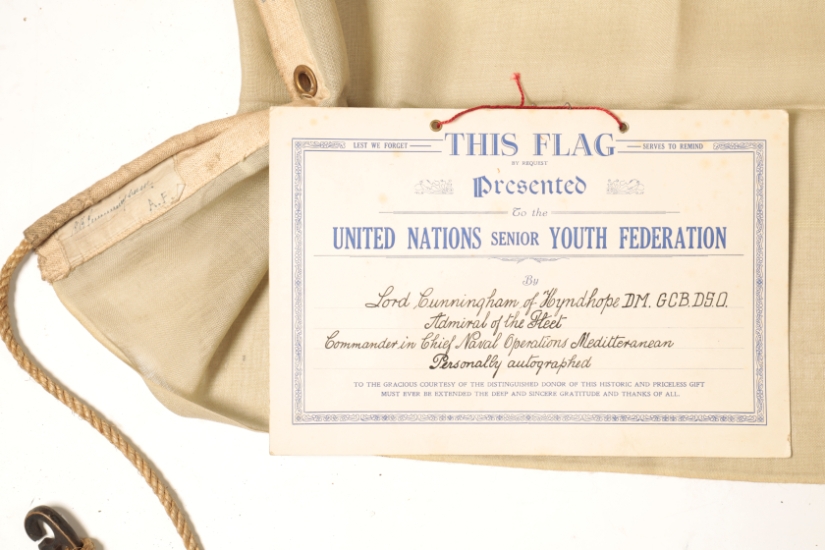 LEST WE FORGET THIS FLAG SERVES TO REMIND
BY REQUEST
Presented
To the
UNITED NATIONS SENIOR YOUTH FEDERATION
By
Lord Cunningham of Hyndhope DM. G.C.B. D.S.O.
Admiral of the Fleet
Commander in Chief Naval Operations Meditteranean
Personally autographed
TO THE GRACIOUS COURTESY OF THE DISTINGUISHED DONOR OF THIS HISTORIC AND PRICELESS GIFT
MUST EVER BE EXTENDED THE DEEP AND SINCERE GRATITUDE AND THANKS OF ALL.